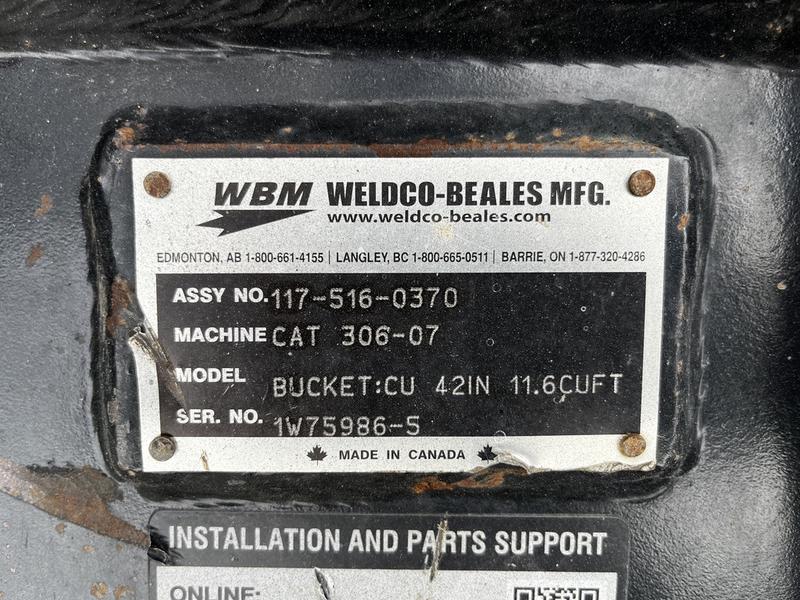 WBM WELDCO-BEALES MFG.
www.weldco-beales.com
EDMONTON, AB 1-800-661-4155 | LANGLEY, BC 1-800-665-0511 | BARRIE, ON 1-877-320-4286
ASSY NO. 117-516-0370
MACHINE CAT 306-07
MODEL BUCKET:CU 42IN 11.6CUFT
SER. NO. 1W75986-5
MADE IN CANADA
INSTALLATION AND PARTS SUPPORT
ONLINE: